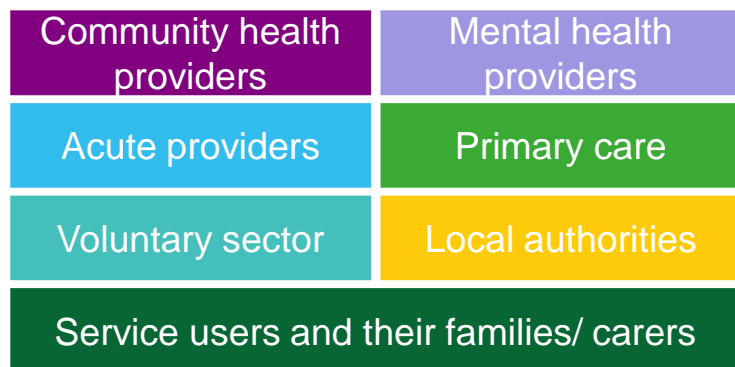 Community health
providers
Mental health
providers
Acute providers
Primary care
Voluntary sector
Local authorities
Service users and their families/ carers